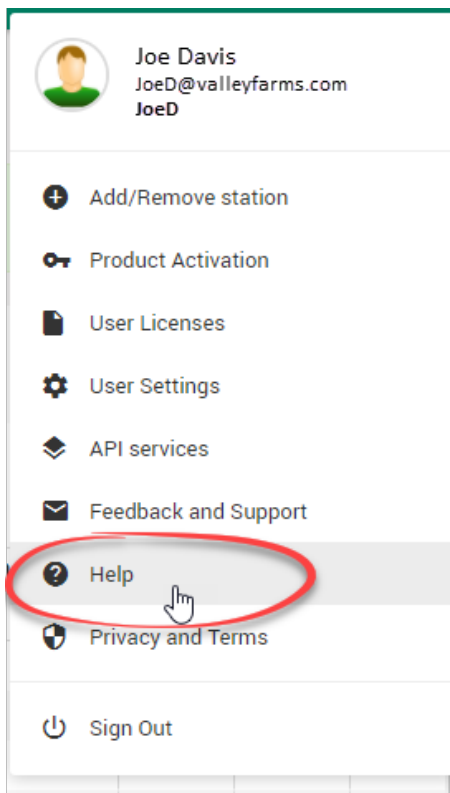 Joe Davis
JoeD@valleyfarms.com
JoeD
Add/Remove station
Product Activation
User Licenses
User Settings
API services
Feedback and Support
Help
Privacy and Terms
Sign Out